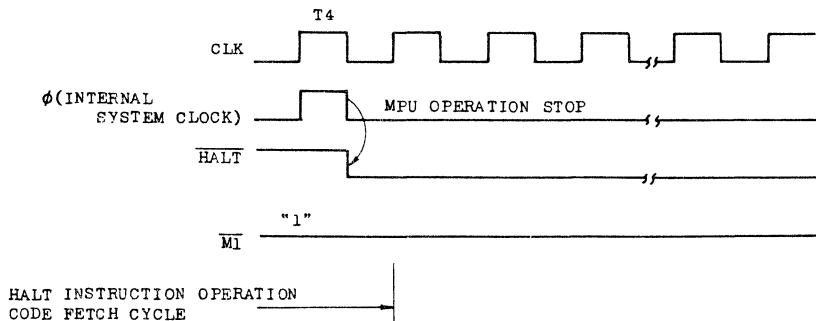 T4
CLK
φ(INTERNAL
SYSTEM CLOCK)
MPU OPERATION STOP
HALT
"1"
M1
HALT INSTRUCTION OPERATION
CODE FETCH CYCLE